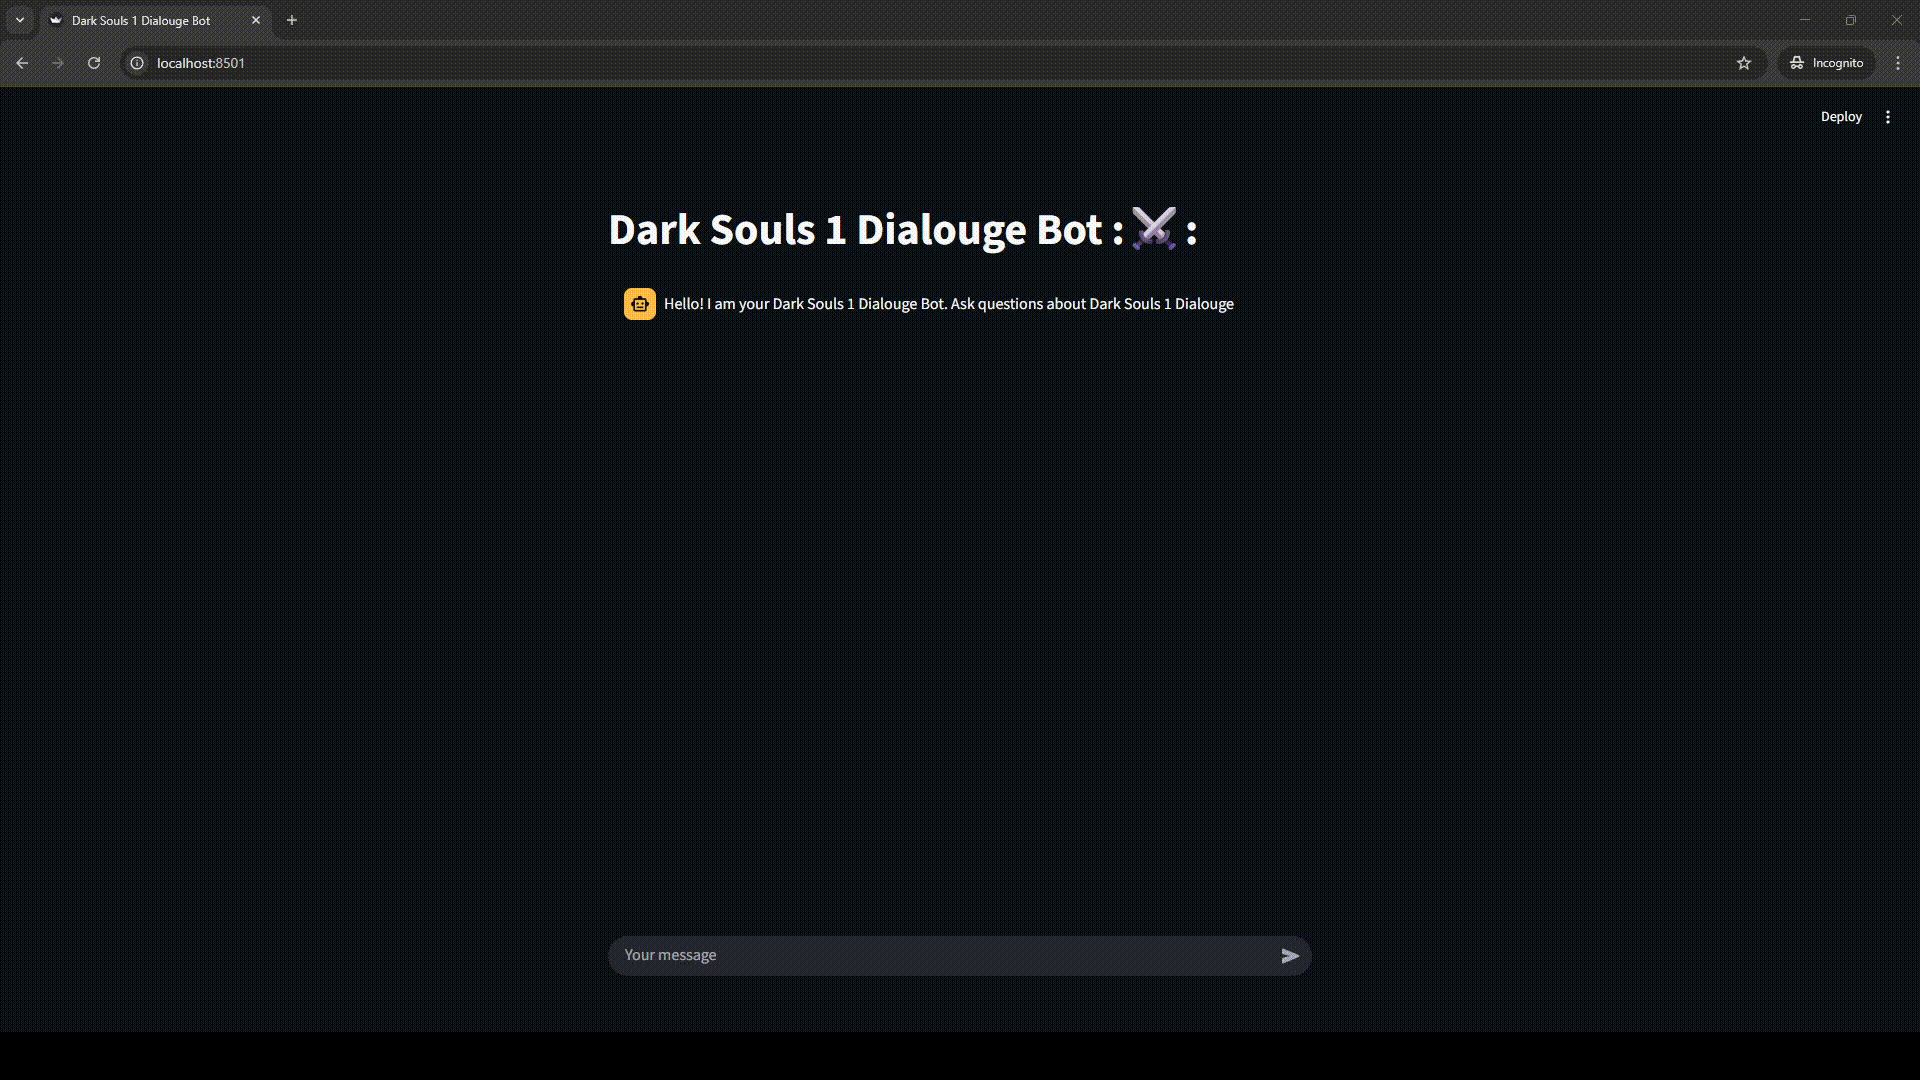 Dark Souls 1 Dialouge Bot
localhost:8501
Incognito
Deploy
Dark Souls 1 Dialouge Bot :⚔️ :
Hello! I am your Dark Souls 1 Dialouge Bot. Ask questions about Dark Souls 1 Dialouge
Your message